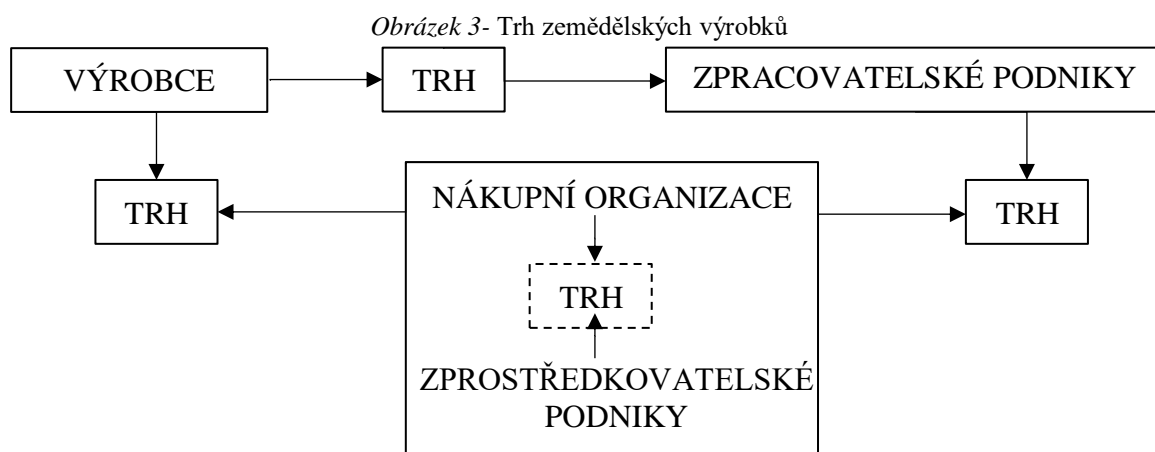 Obrázek 3- Trh zemědělských výrobků
VÝROBCE
TRH
ZPRACOVATELSKÉ PODNIKY
TRH
NÁKUPNÍ ORGANIZACE
TRH
TRH
ZPROSTŘEDKOVATELSKÉ
PODNIKY